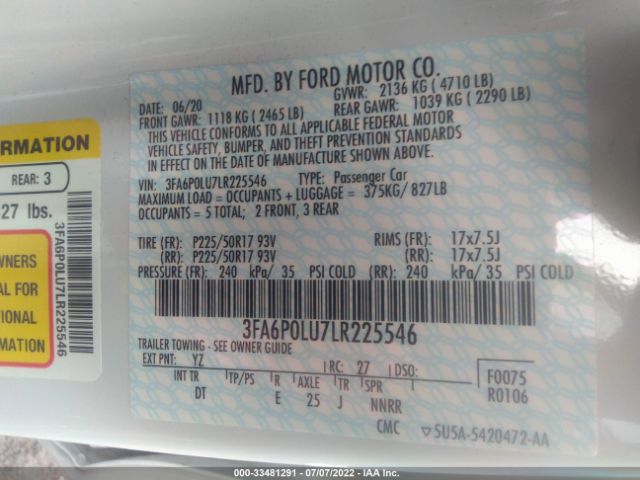 MFD. BY FORD MOTOR CO.
DATE: 06/20 GVWR: 2136 KG ( 4710 LB)
FRONT GAWR: 1118 KG ( 2465 LB) REAR GAWR: 1039 KG ( 2290 LB)
THIS VEHICLE CONFORMS TO ALL APPLICABLE FEDERAL MOTOR
VEHICLE SAFETY, BUMPER, AND THEFT PREVENTION STANDARDS
IN EFFECT ON THE DATE OF MANUFACTURE SHOWN ABOVE.
VIN: 3FA6P0LU7LR225546 TYPE: Passenger Car
MAXIMUM LOAD = OCCUPANTS + LUGGAGE = 375KG/ 827LB
OCCUPANTS = 5 TOTAL; 2 FRONT, 3 REAR
TIRE (FR): P225/50R17 93V RIMS (FR): 17x7.5J
(RR): P225/50R17 93V (RR): 17x7.5J
PRESSURE (FR): 240 kPa/ 35 PSI COLD (RR): 240 kPa/ 35 PSI COLD
3FA6P0LU7LR225546
TRAILER TOWING - SEE OWNER GUIDE
EXT PNT: YZ RC: 27 DSO:
INT TR TP/PS R AXLE TR SPR
DT E 25 J NNRR
F0075
R0106
CMC ▽5U5A-5420472-AA
FORMATION
REAR: 3
27 lbs.
3FA6P0LU7LR225546
WNERS
AL FOR
TIONAL
ATION
000-33481291 - 07/07/2022 - IAA Inc.